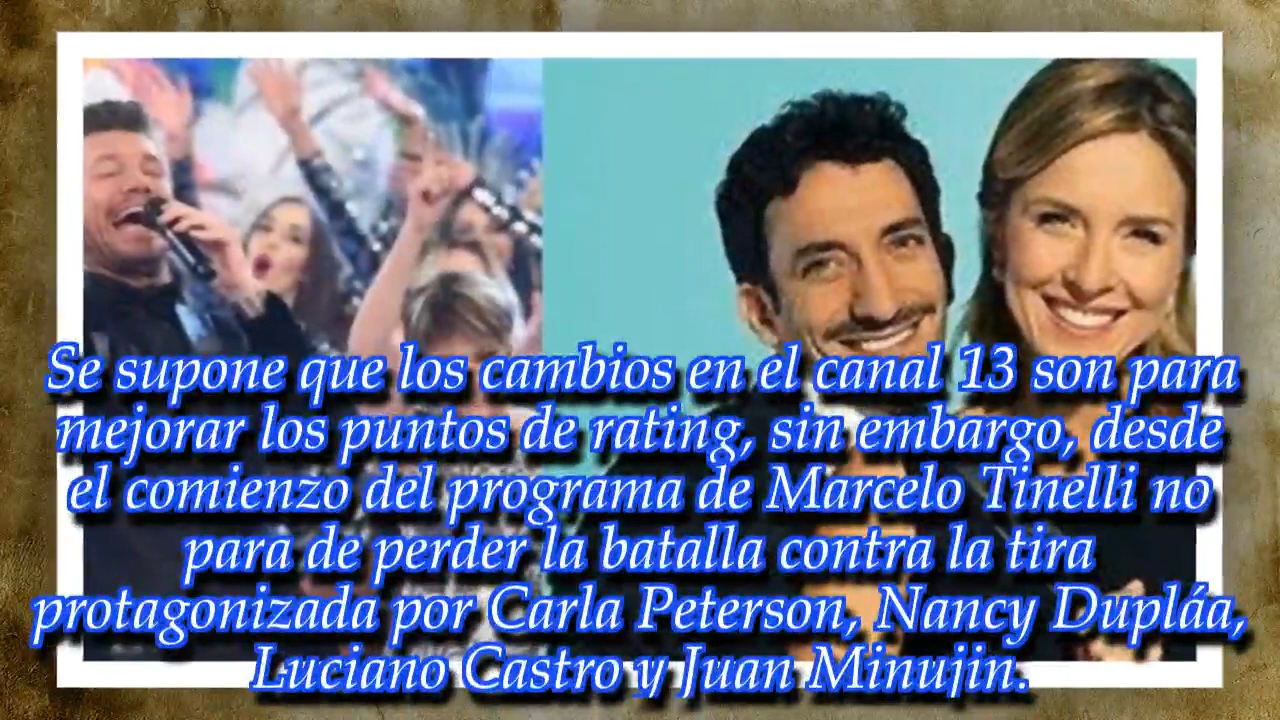 Se supone que los cambios en el canal 13 son para
mejorar los puntos de rating, sin embargo, desde
el comienzo del programa de Marcelo Tinelli no
para de perder la batalla contra la tira
protagonizada por Carla Peterson, Nancy Dupláa,
Luciano Castro y Juan Minujin.